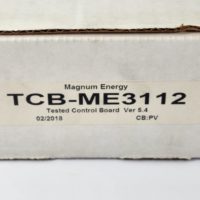 Magnum Energy
TCB-ME3112
Tested Control Board Ver 5.4
02/2018 CB:PV